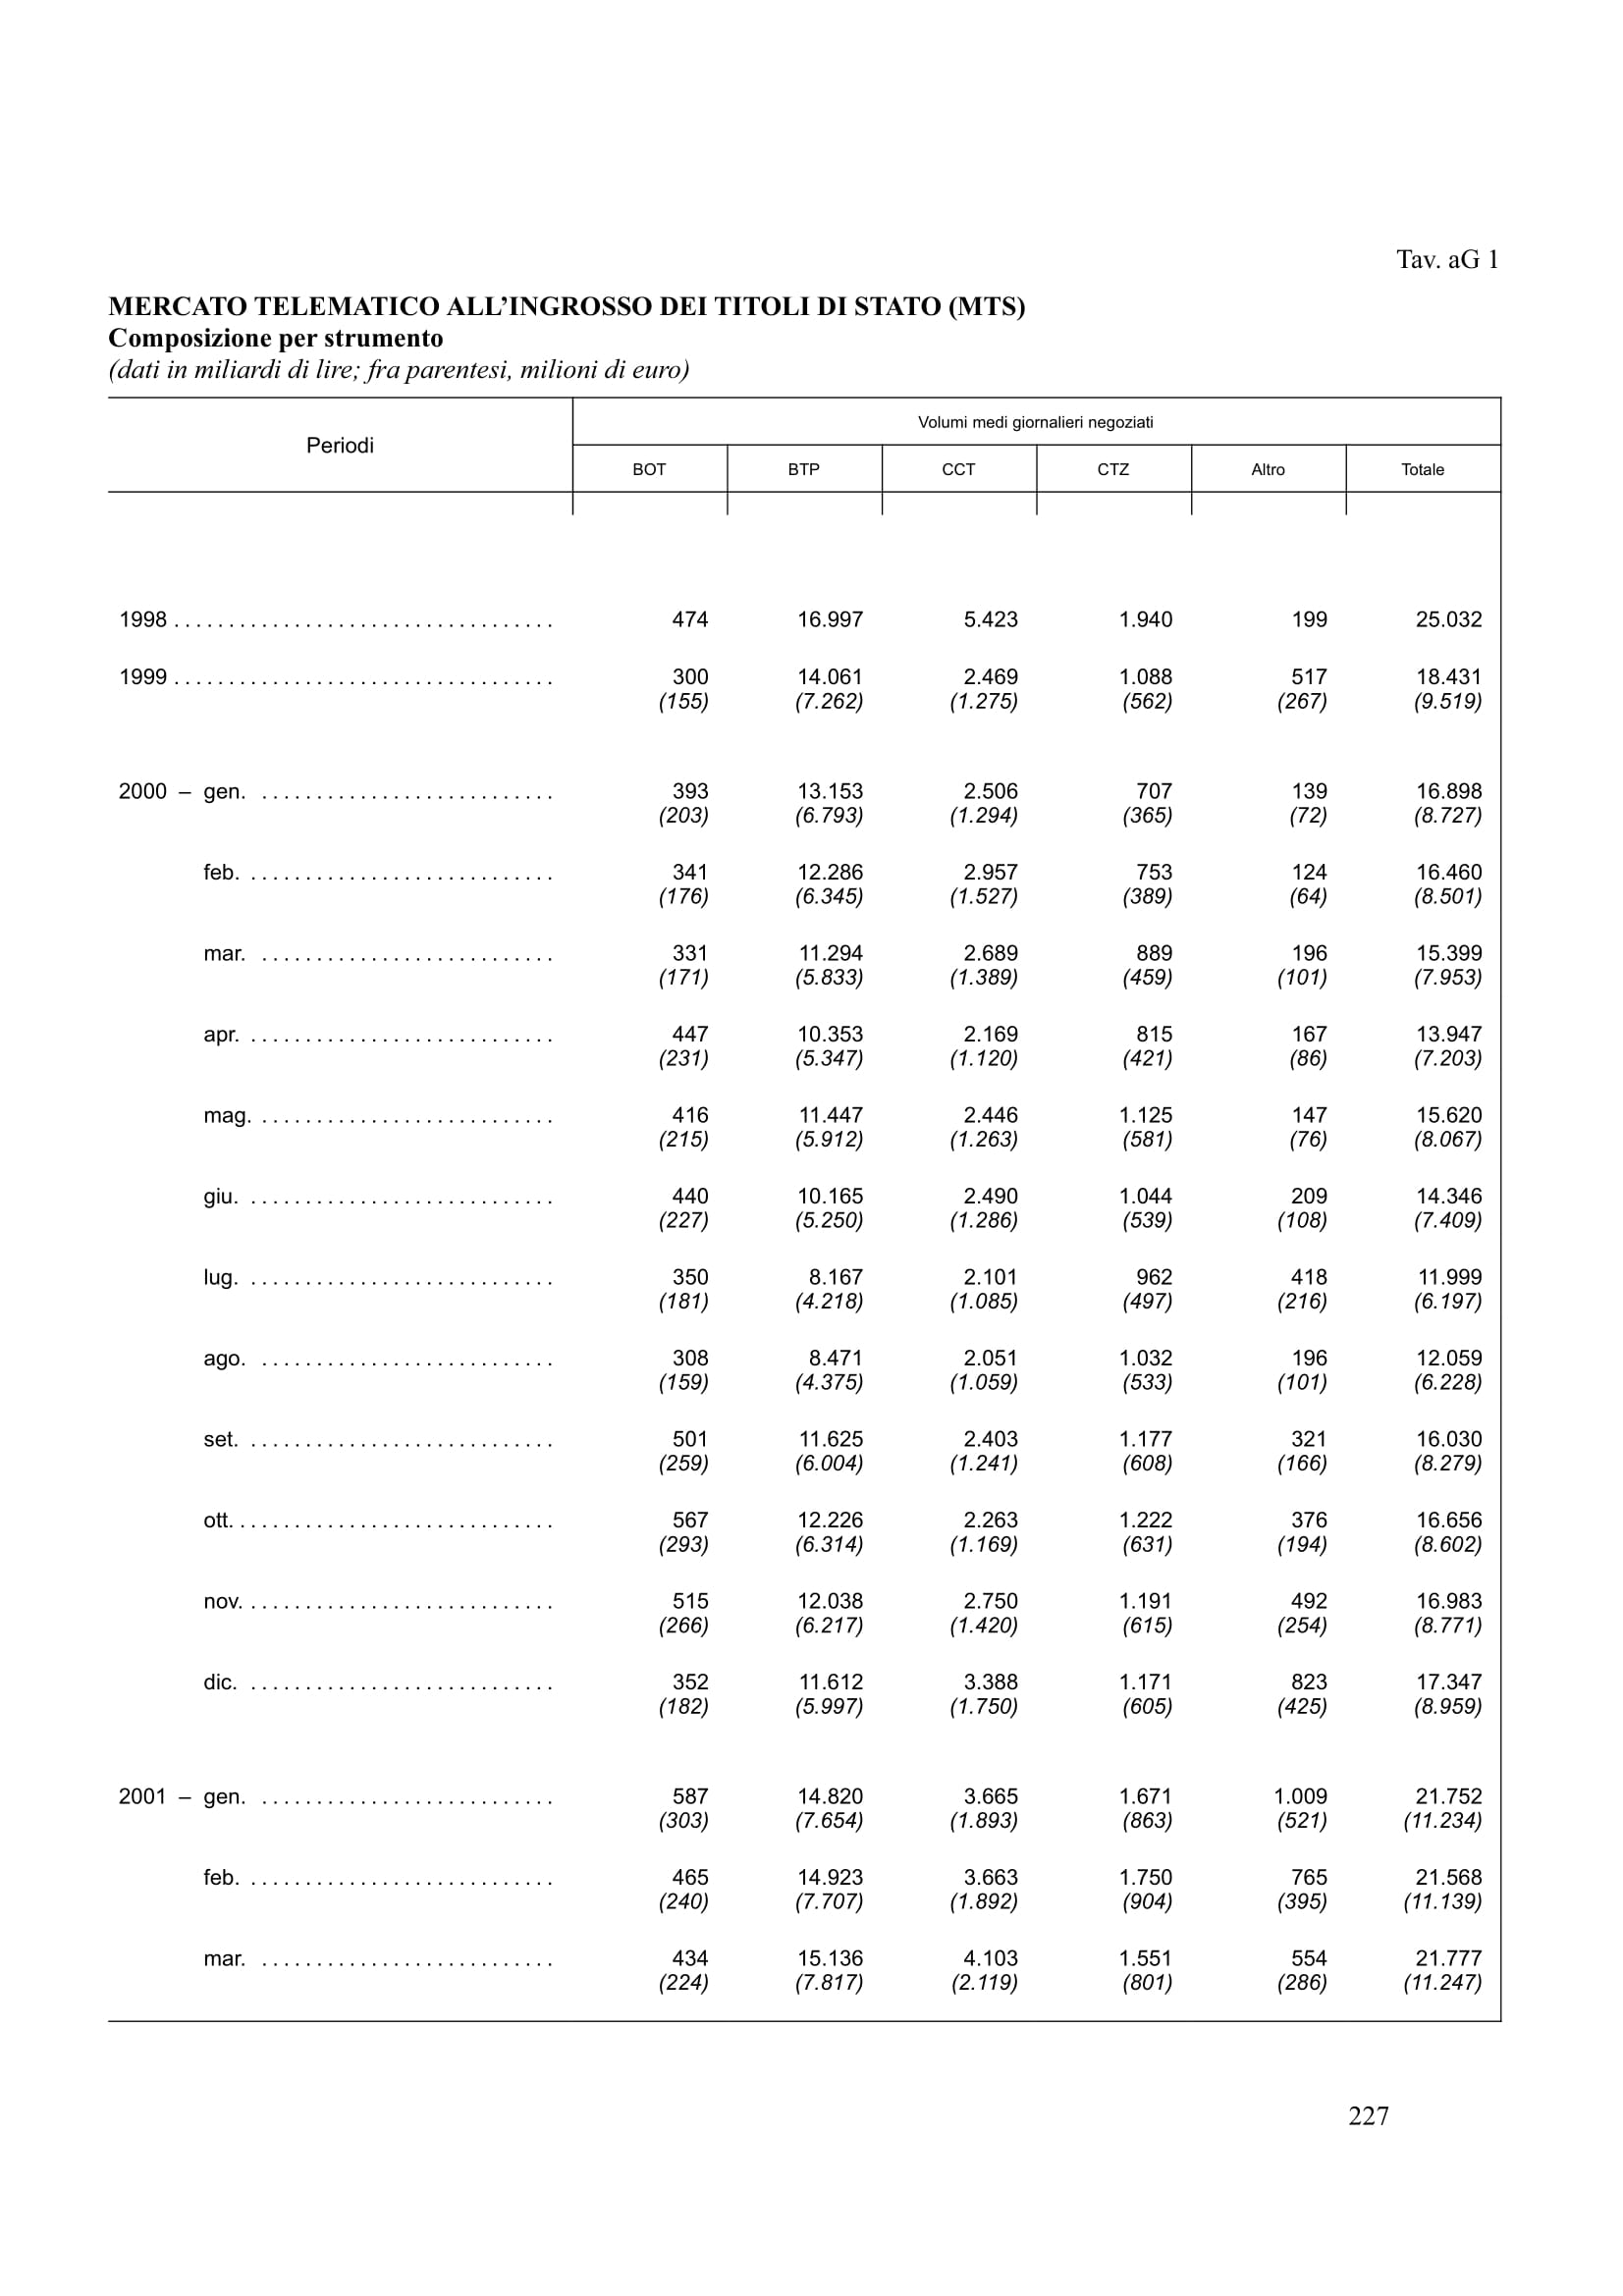 Tav. aG 1
MERCATO TELEMATICO ALL’INGROSSO DEI TITOLI DI STATO (MTS)
Composizione per strumento
(dati in miliardi di lire; fra parentesi, milioni di euro)
Periodi
Volumi medi giornalieri negoziati
BOT BTP CCT CTZ Altro Totale
1998 . . . . . . . . . . . . . . . . . . . . . . . . . . . . . . . . . . 474 16.997 5.423 1.940 199 25.032
1999 . . . . . . . . . . . . . . . . . . . . . . . . . . . . . . . . . . 300 14.061 2.469 1.088 517 18.431
(155) (7.262) (1.275) (562) (267) (9.519)
2000 – gen. . . . . . . . . . . . . . . . . . . . . . . . . . . 393 13.153 2.506 707 139 16.898
(203) (6.793) (1.294) (365) (72) (8.727)
feb. . . . . . . . . . . . . . . . . . . . . . . . . . . . 341 12.286 2.957 753 124 16.460
(176) (6.345) (1.527) (389) (64) (8.501)
mar. . . . . . . . . . . . . . . . . . . . . . . . . . . 331 11.294 2.689 889 196 15.399
(171) (5.833) (1.389) (459) (101) (7.953)
apr. . . . . . . . . . . . . . . . . . . . . . . . . . . . 447 10.353 2.169 815 167 13.947
(231) (5.347) (1.120) (421) (86) (7.203)
mag. . . . . . . . . . . . . . . . . . . . . . . . . . . 416 11.447 2.446 1.125 147 15.620
(215) (5.912) (1.263) (581) (76) (8.067)
giu. . . . . . . . . . . . . . . . . . . . . . . . . . . . 440 10.165 2.490 1.044 209 14.346
(227) (5.250) (1.286) (539) (108) (7.409)
lug. . . . . . . . . . . . . . . . . . . . . . . . . . . . 350 8.167 2.101 962 418 11.999
(181) (4.218) (1.085) (497) (216) (6.197)
ago. . . . . . . . . . . . . . . . . . . . . . . . . . . 308 8.471 2.051 1.032 196 12.059
(159) (4.375) (1.059) (533) (101) (6.228)
set. . . . . . . . . . . . . . . . . . . . . . . . . . . . 501 11.625 2.403 1.177 321 16.030
(259) (6.004) (1.241) (608) (166) (8.279)
ott. . . . . . . . . . . . . . . . . . . . . . . . . . . . . 567 12.226 2.263 1.222 376 16.656
(293) (6.314) (1.169) (631) (194) (8.602)
nov. . . . . . . . . . . . . . . . . . . . . . . . . . . . 515 12.038 2.750 1.191 492 16.983
(266) (6.217) (1.420) (615) (254) (8.771)
dic. . . . . . . . . . . . . . . . . . . . . . . . . . . . 352 11.612 3.388 1.171 823 17.347
(182) (5.997) (1.750) (605) (425) (8.959)
2001 – gen. . . . . . . . . . . . . . . . . . . . . . . . . . . 587 14.820 3.665 1.671 1.009 21.752
(303) (7.654) (1.893) (863) (521) (11.234)
feb. . . . . . . . . . . . . . . . . . . . . . . . . . . . 465 14.923 3.663 1.750 765 21.568
(240) (7.707) (1.892) (904) (395) (11.139)
mar. . . . . . . . . . . . . . . . . . . . . . . . . . . 434 15.136 4.103 1.551 554 21.777
(224) (7.817) (2.119) (801) (286) (11.247)
227